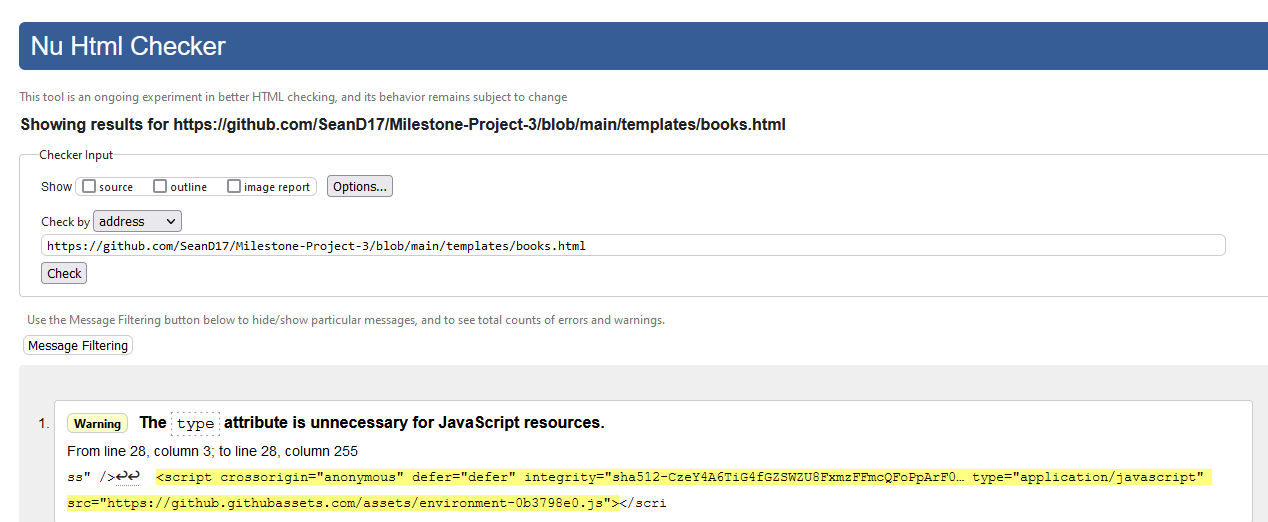 Nu Html Checker
This tool is an ongoing experiment in better HTML checking, and its behavior remains subject to change
Showing results for https://github.com/SeanD17/Milestone-Project-3/blob/main/templates/books.html
Checker Input
Show source outline image report Options...
Check by address
https://github.com/SeanD17/Milestone-Project-3/blob/main/templates/books.html
Check
Use the Message Filtering button below to hide/show particular messages, and to see total counts of errors and warnings.
Message Filtering
1. Warning The type attribute is unnecessary for JavaScript resources.
From line 28, column 3; to line 28, column 255
ss" />↩↩ <script crossorigin="anonymous" defer="defer" integrity="sha512-CzeY4A6TiG4fGZSWZU8FxmzFFmcQFoPpArF0… type="application/javascript"
src="https://github.githubassets.com/assets/environment-0b3798e0.js"></scri